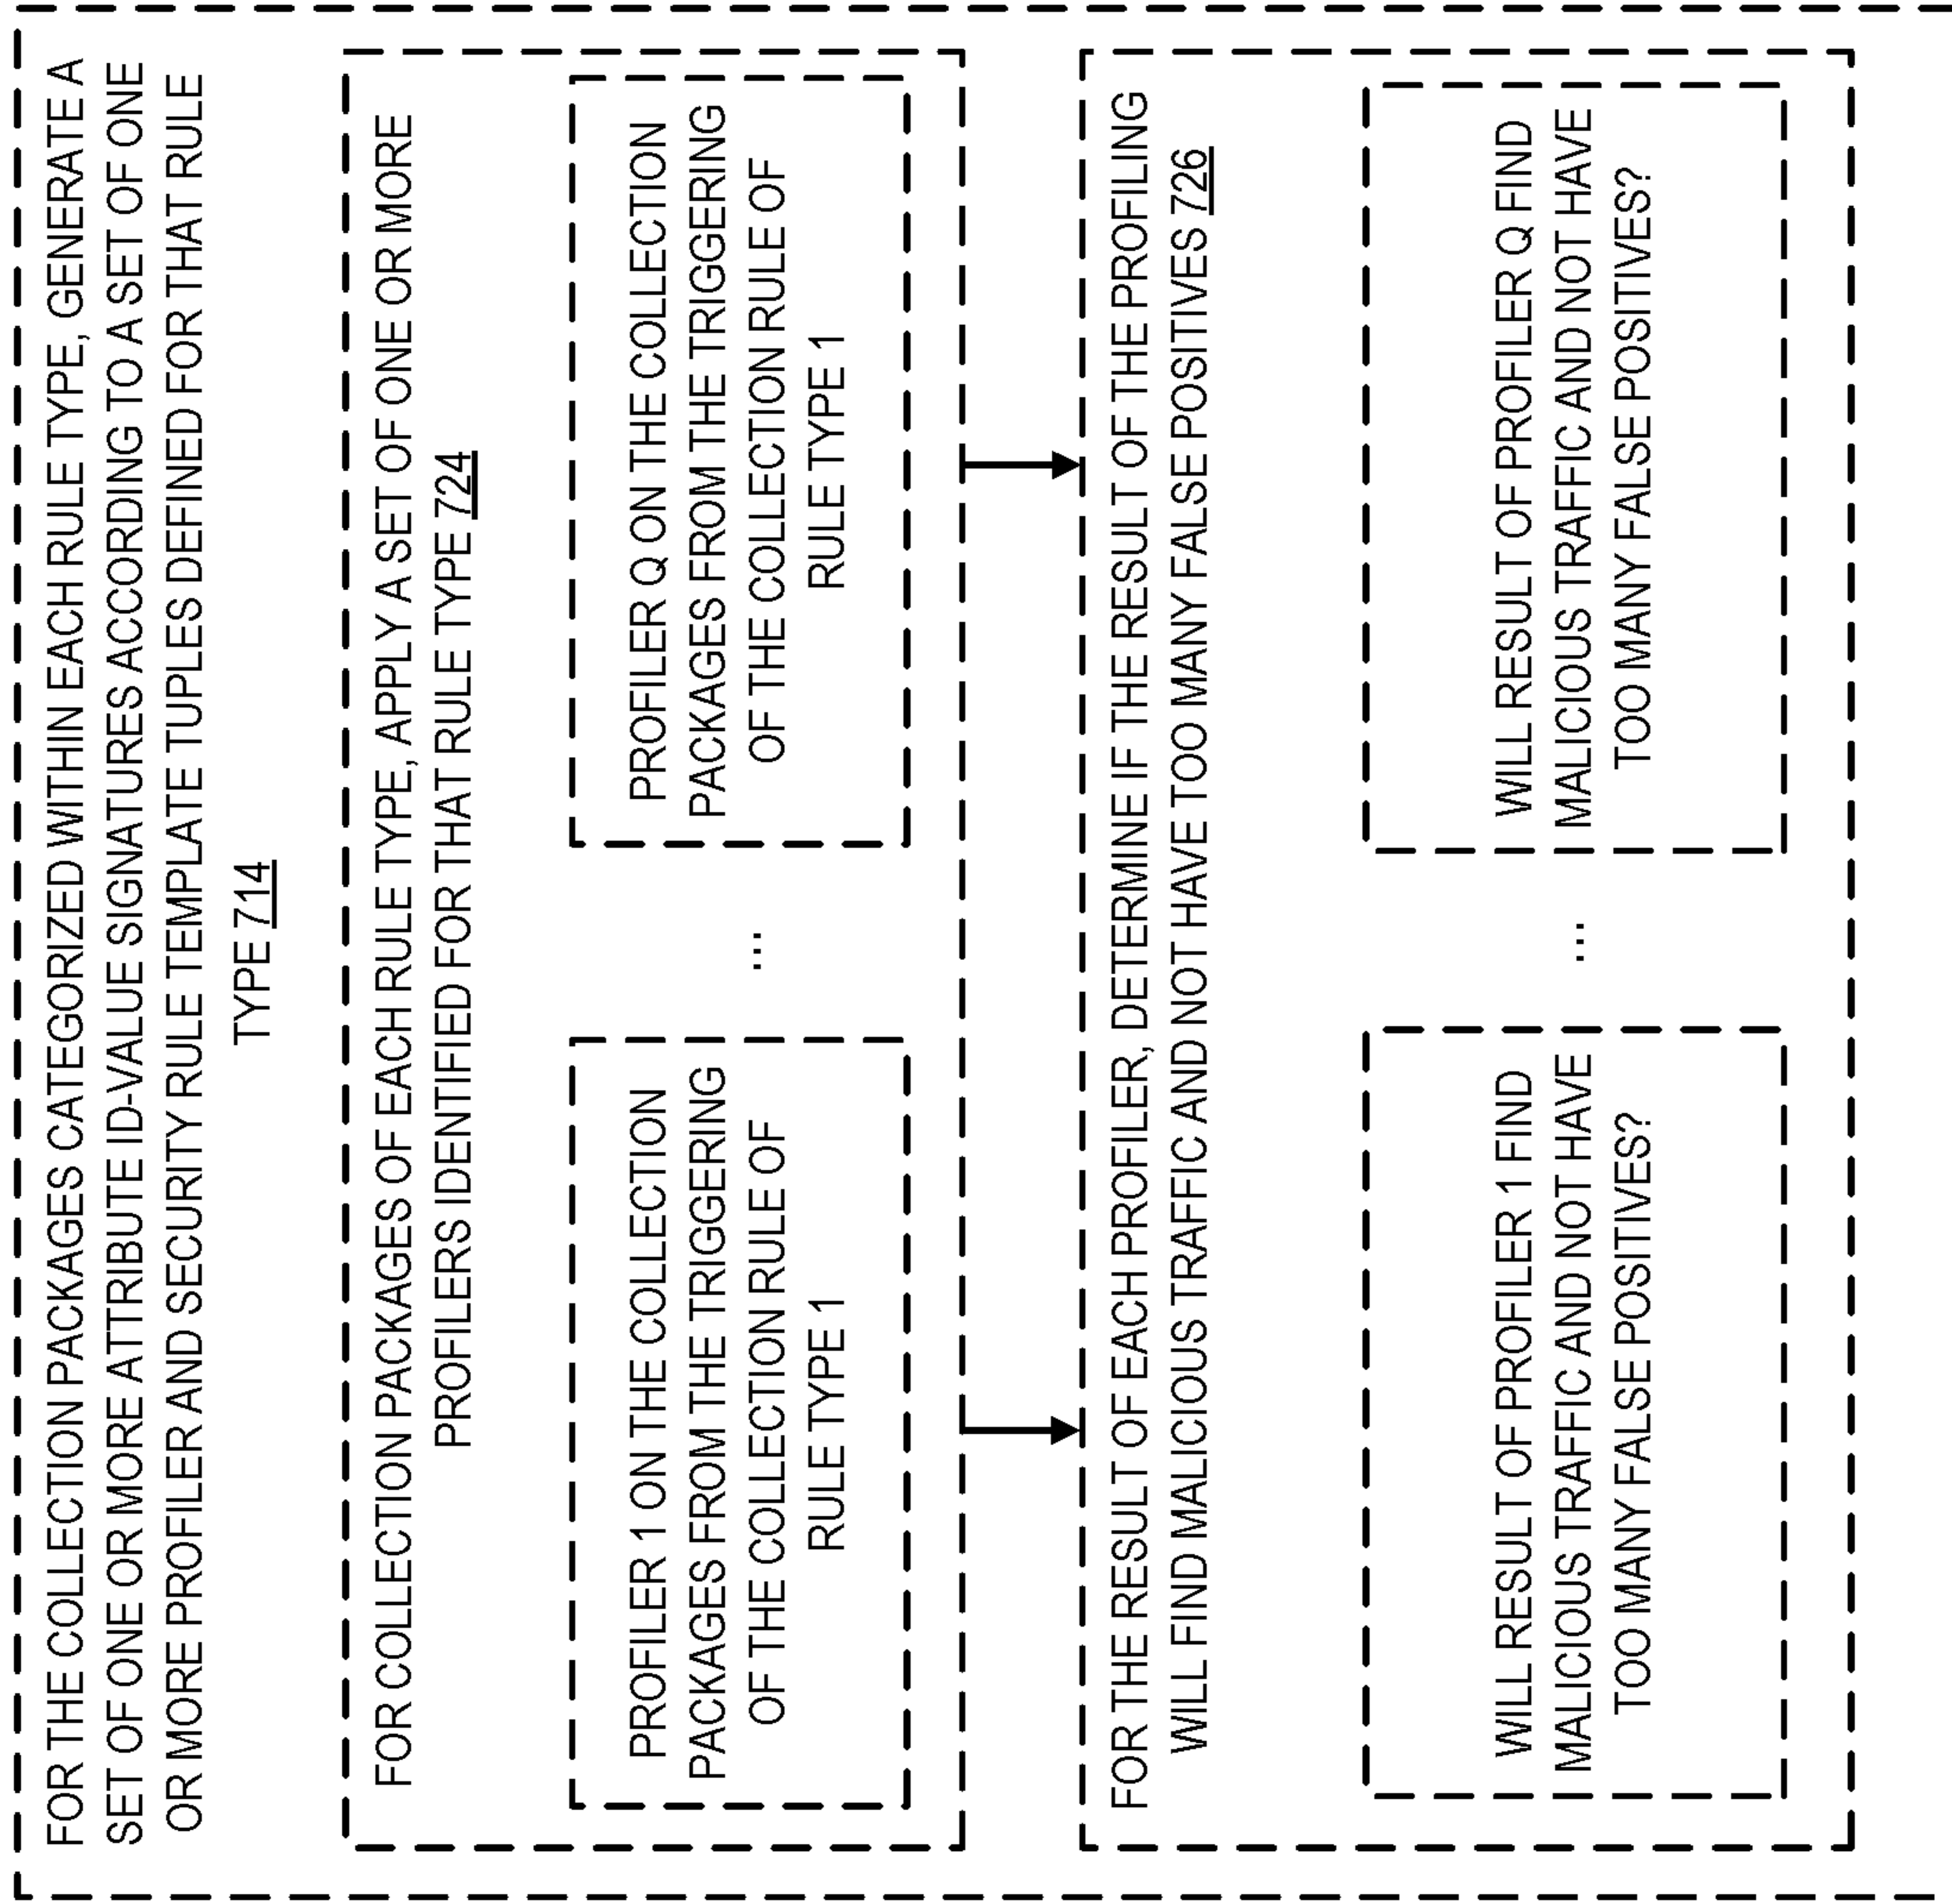 FOR THE COLLECTION PACKAGES CATEGORIZED WITHIN EACH RULE TYPE, GENERATE A
SET OF ONE OR MORE ATTRIBUTE ID-VALUE SIGNATURES ACCORDING TO A SET OF ONE
OR MORE PROFILER AND SECURITY RULE TEMPLATE TUPLES DEFINED FOR THAT RULE
TYPE 714
FOR COLLECTION PACKAGES OF EACH RULE TYPE, APPLY A SET OF ONE OR MORE
PROFILERS IDENTIFIED FOR THAT RULE TYPE 724
PROFILER 1 ON THE COLLECTION
PACKAGES FROM THE TRIGGERING
OF THE COLLECTION RULE OF
RULE TYPE 1
...
PROFILER Q ON THE COLLECTION
PACKAGES FROM THE TRIGGERING
OF THE COLLECTION RULE OF
RULE TYPE 1
FOR THE RESULT OF EACH PROFILER, DETERMINE IF THE RESULT OF THE PROFILING
WILL FIND MALICIOUS TRAFFIC AND NOT HAVE TOO MANY FALSE POSITIVES 726
WILL RESULT OF PROFILER 1 FIND
MALICIOUS TRAFFIC AND NOT HAVE
TOO MANY FALSE POSITIVES?
...
WILL RESULT OF PROFILER Q FIND
MALICIOUS TRAFFIC AND NOT HAVE
TOO MANY FALSE POSITIVES?